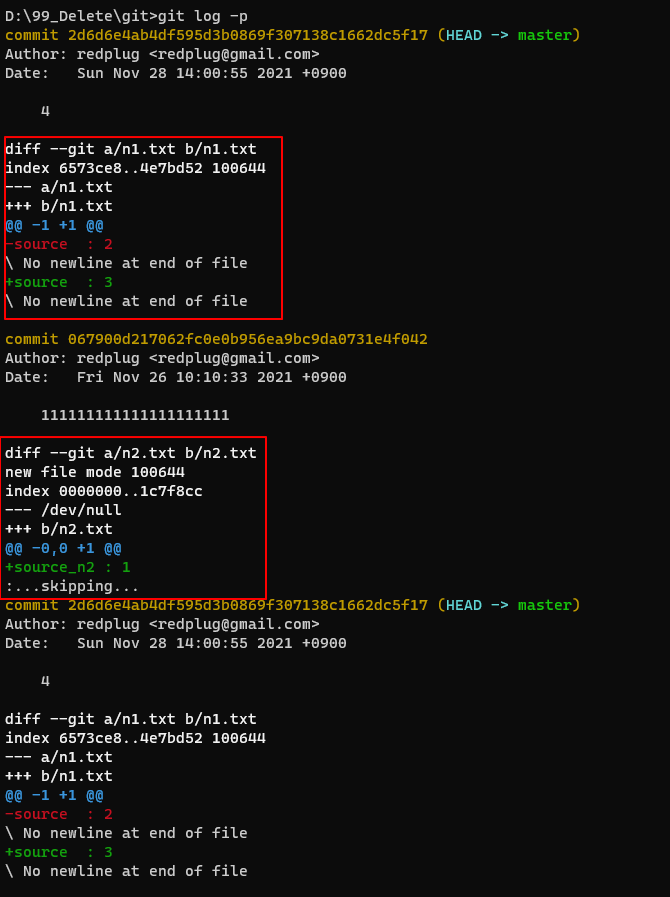 D:\99_Delete\git>git log -p
commit 2d6d6e4ab4df595d3b0869f307138c1662dc5f17 (HEAD -> master)
Author: redplug <redplug@gmail.com>
Date:   Sun Nov 28 14:00:55 2021 +0900

    4

diff --git a/n1.txt b/n1.txt
index 6573ce8..4e7bd52 100644
--- a/n1.txt
+++ b/n1.txt
@@ -1 +1 @@
-source  : 2
\ No newline at end of file
+source  : 3
\ No newline at end of file

commit 067900d217062fc0e0b956ea9bc9da0731e4f042
Author: redplug <redplug@gmail.com>
Date:   Fri Nov 26 10:10:33 2021 +0900

    111111111111111111111

diff --git a/n2.txt b/n2.txt
new file mode 100644
index 0000000..1c7f8cc
--- /dev/null
+++ b/n2.txt
@@ -0,0 +1 @@
+source_n2 : 1
:...skipping...
commit 2d6d6e4ab4df595d3b0869f307138c1662dc5f17 (HEAD -> master)
Author: redplug <redplug@gmail.com>
Date:   Sun Nov 28 14:00:55 2021 +0900

    4

diff --git a/n1.txt b/n1.txt
index 6573ce8..4e7bd52 100644
--- a/n1.txt
+++ b/n1.txt
@@ -1 +1 @@
-source  : 2
\ No newline at end of file
+source  : 3
\ No newline at end of file